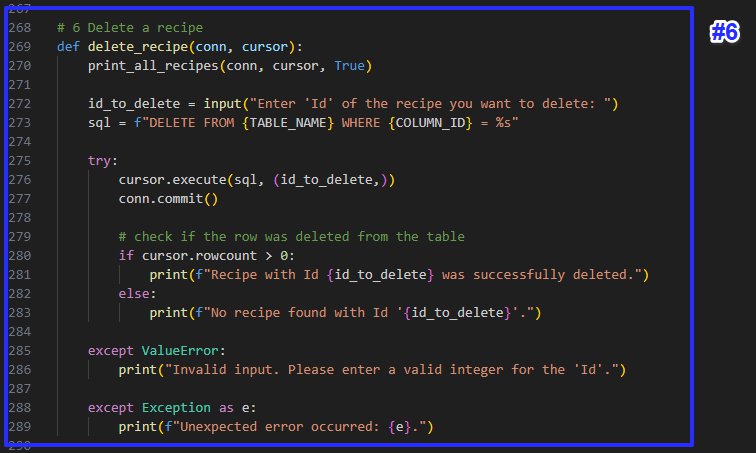 267
268 # 6 Delete a recipe
269 def delete_recipe(conn, cursor):
270     print_all_recipes(conn, cursor, True)
271
272     id_to_delete = input("Enter 'Id' of the recipe you want to delete: ")
273     sql = f"DELETE FROM {TABLE_NAME} WHERE {COLUMN_ID} = %s"
274
275     try:
276         cursor.execute(sql, (id_to_delete,))
277         conn.commit()
278
279         # check if the row was deleted from the table
280         if cursor.rowcount > 0:
281             print(f"Recipe with Id {id_to_delete} was successfully deleted.")
282         else:
283             print(f"No recipe found with Id '{id_to_delete}'.")
284
285     except ValueError:
286         print("Invalid input. Please enter a valid integer for the 'Id'.")
287
288     except Exception as e:
289         print(f"Unexpected error occurred: {e}.")
290
#6